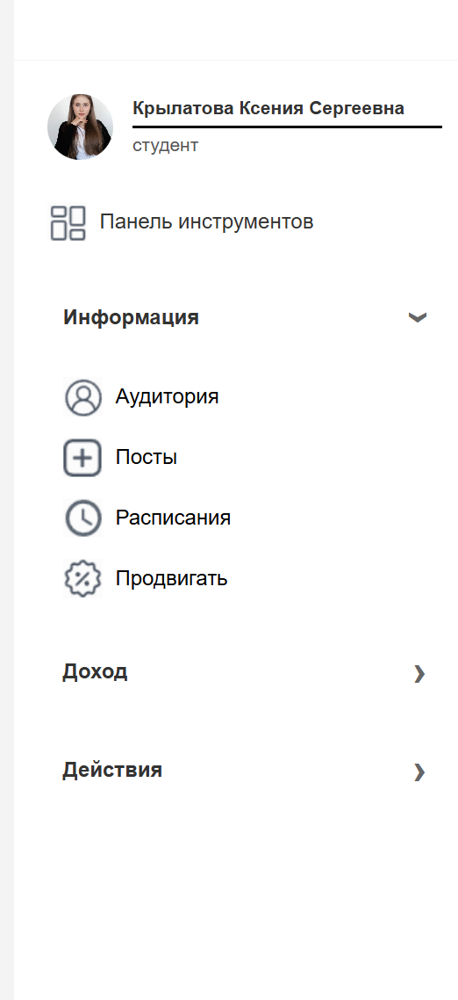 Крылатова Ксения Сергеевна
студент
Панель инструментов
Информация
Аудитория
Посты
Расписания
Продвигать
Доход
Действия